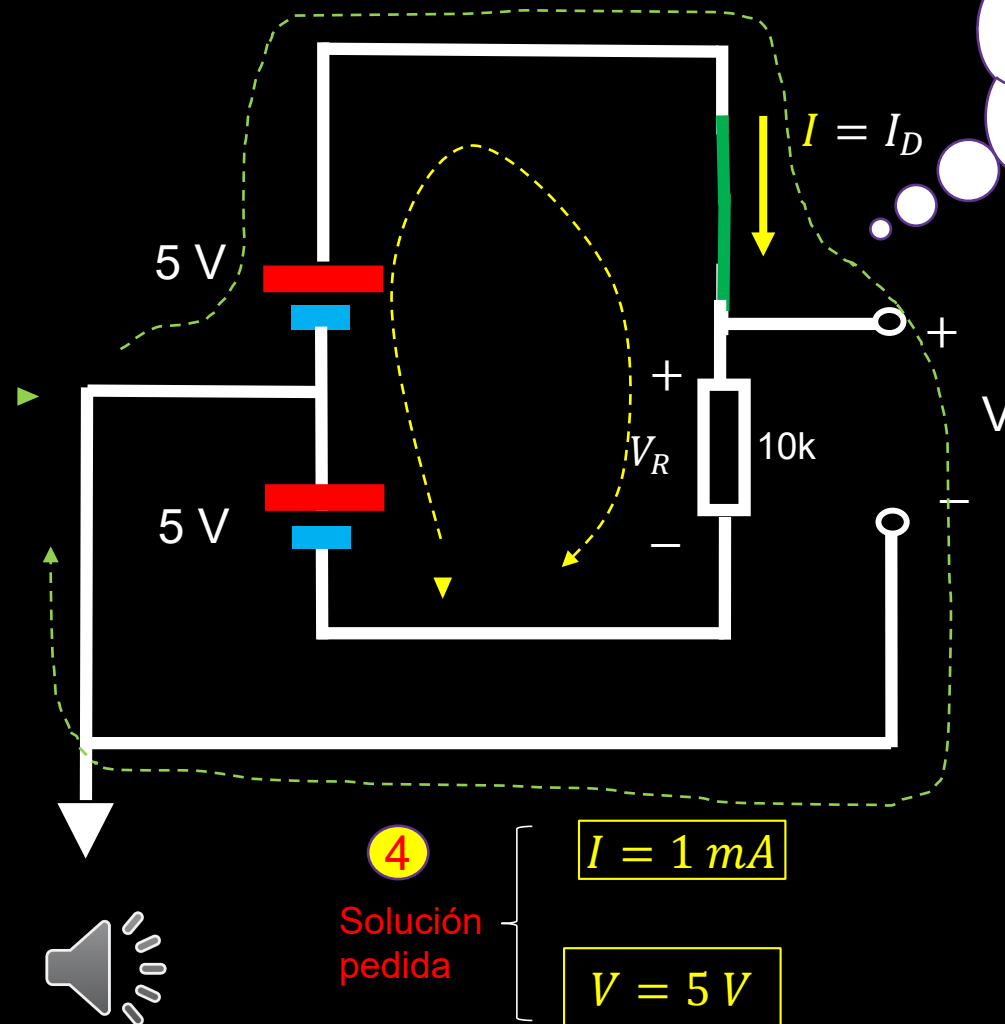 I = I_D
5 V
+
+
V
V_R
10k
5 V
−
−
4
I = 1 mA
Solución
pedida
V = 5 V